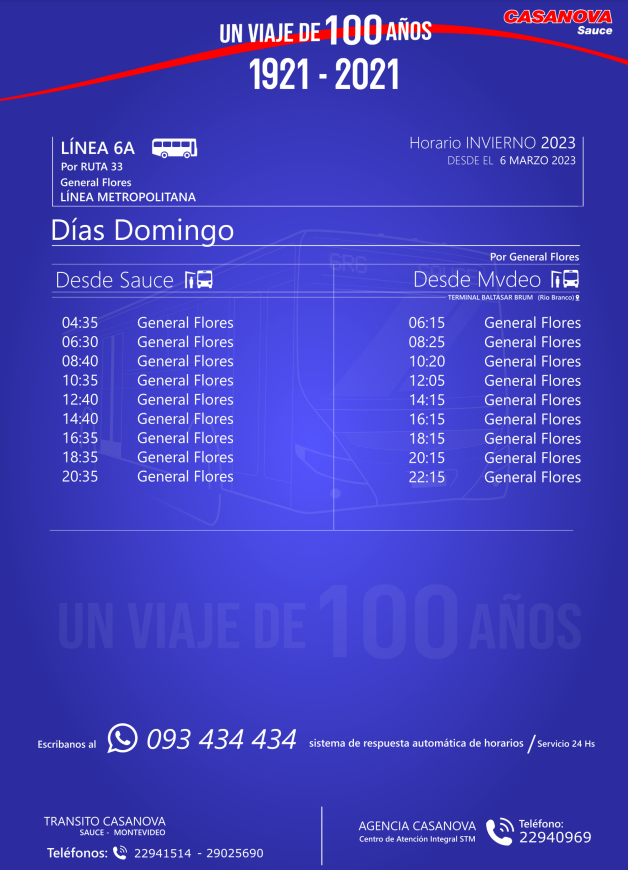 UN VIAJE DE 100 AÑOS
1921 - 2021
CASANOVA
Sauce
LÍNEA 6A
Por RUTA 33
General Flores
LÍNEA METROPOLITANA
Horario INVIERNO 2023
DESDE EL 6 MARZO 2023
Días Domingo
Por General Flores
Desde Sauce
Desde Mvdeo
TERMINAL BALTASAR BRUM (Rio Branco)
04:35 General Flores
06:30 General Flores
08:40 General Flores
10:35 General Flores
12:40 General Flores
14:40 General Flores
16:35 General Flores
18:35 General Flores
20:35 General Flores
06:15 General Flores
08:25 General Flores
10:20 General Flores
12:05 General Flores
14:15 General Flores
16:15 General Flores
18:15 General Flores
20:15 General Flores
22:15 General Flores
UN VIAJE DE 100 AÑOS
Escribanos al 093 434 434 sistema de respuesta automática de horarios / Servicio 24 Hs
TRANSITO CASANOVA
SAUCE - MONTEVIDEO
Teléfonos: 22941514 - 29025690
AGENCIA CASANOVA
Centro de Atención Integral STM
Teléfono:
22940969